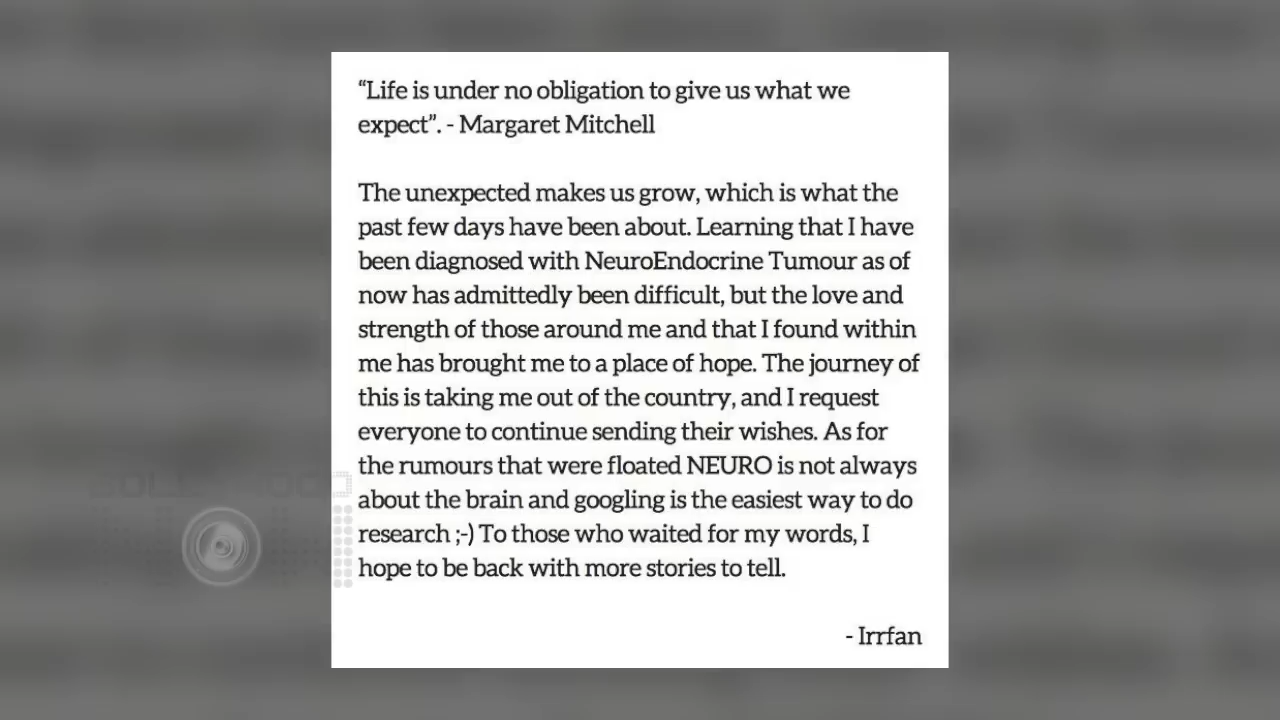 “Life is under no obligation to give us what we
expect”. - Margaret Mitchell
The unexpected makes us grow, which is what the
past few days have been about. Learning that I have
been diagnosed with NeuroEndocrine Tumour as of
now has admittedly been difficult, but the love and
strength of those around me and that I found within
me has brought me to a place of hope. The journey of
this is taking me out of the country, and I request
everyone to continue sending their wishes. As for
the rumours that were floated NEURO is not always
about the brain and googling is the easiest way to do
research ;-) To those who waited for my words, I
hope to be back with more stories to tell.
- Irrfan